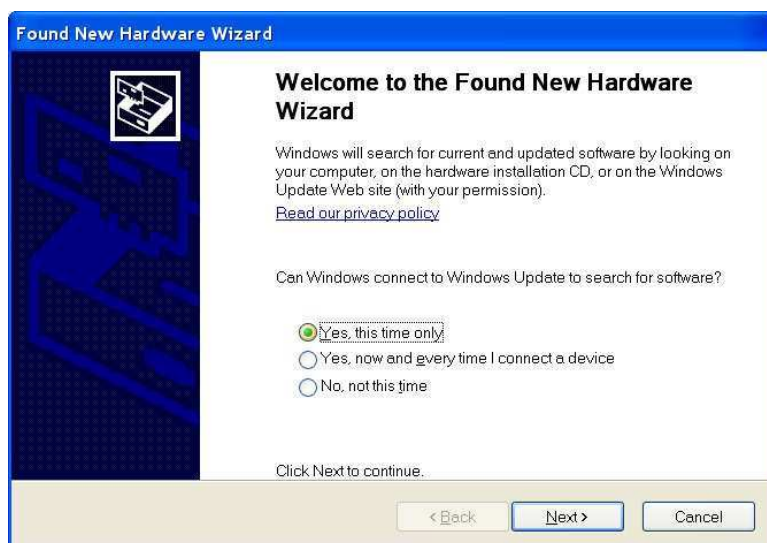 Found New Hardware Wizard
Welcome to the Found New Hardware
Wizard
Windows will search for current and updated software by looking on
your computer, on the hardware installation CD, or on the Windows
Update Web site (with your permission).
Read our privacy policy
Can Windows connect to Windows Update to search for software?
Yes, this time only
Yes, now and every time I connect a device
No, not this time
Click Next to continue.
< Back Next > Cancel